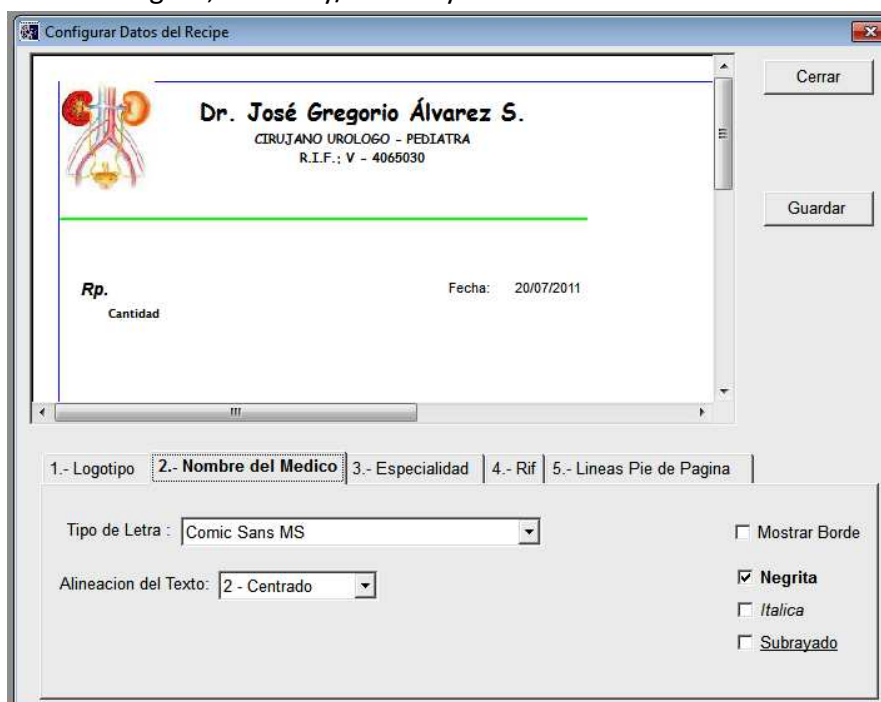 Configurar Datos del Recipe
Cerrar
Dr. José Gregorio Álvarez S.
CIRUJANO UROLOGO - PEDIATRA
R.I.F.: V - 4065030
Guardar
Rp.
Fecha: 20/07/2011
Cantidad
1.- Logotipo 2.- Nombre del Medico 3.- Especialidad 4.- Rif 5.- Lineas Pie de Pagina
Tipo de Letra : Comic Sans MS
Mostrar Borde
Alineacion del Texto: 2 - Centrado
Negrita
Italica
Subrayado